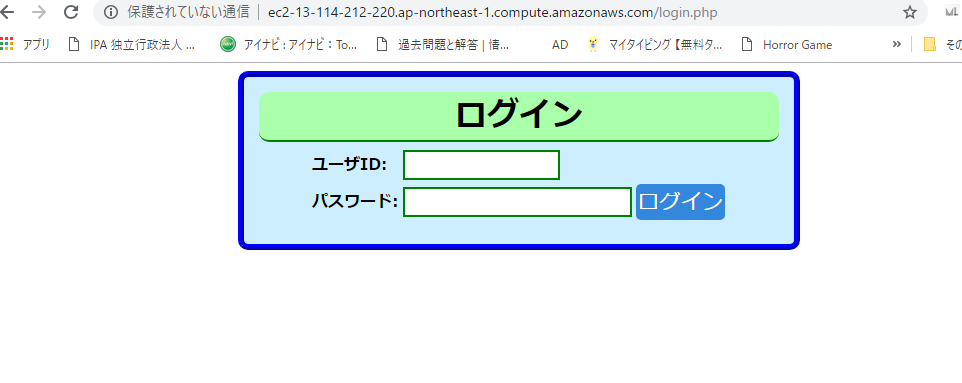 保護されていない通信 | ec2-13-114-212-220.ap-northeast-1.compute.amazonaws.com/login.php
アプリ IPA 独立行政法人 ... アイナビ : アイナビ：To... 過去問題と解答 | 情... AD マイタイピング【無料タ... Horror Game » その
ログイン
ユーザID:
パスワード: ログイン